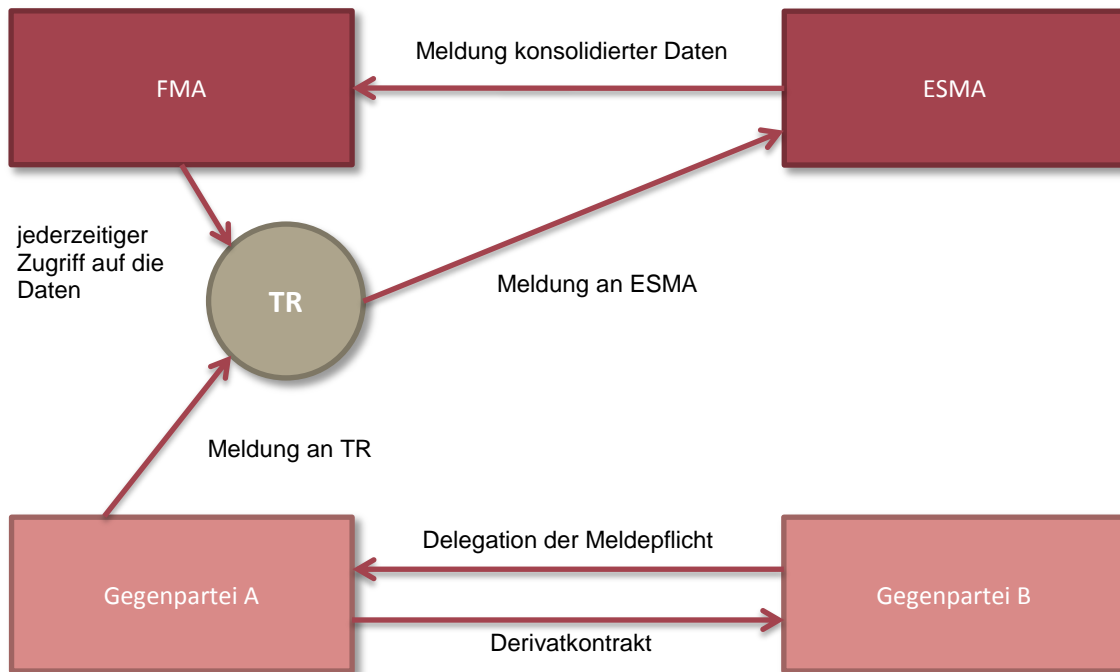 Meldung konsolidierter Daten
FMA
ESMA
jederzeitiger
Zugriff auf die
Daten
TR
Meldung an ESMA
Meldung an TR
Delegation der Meldepflicht
Gegenpartei A
Gegenpartei B
Derivatkontrakt